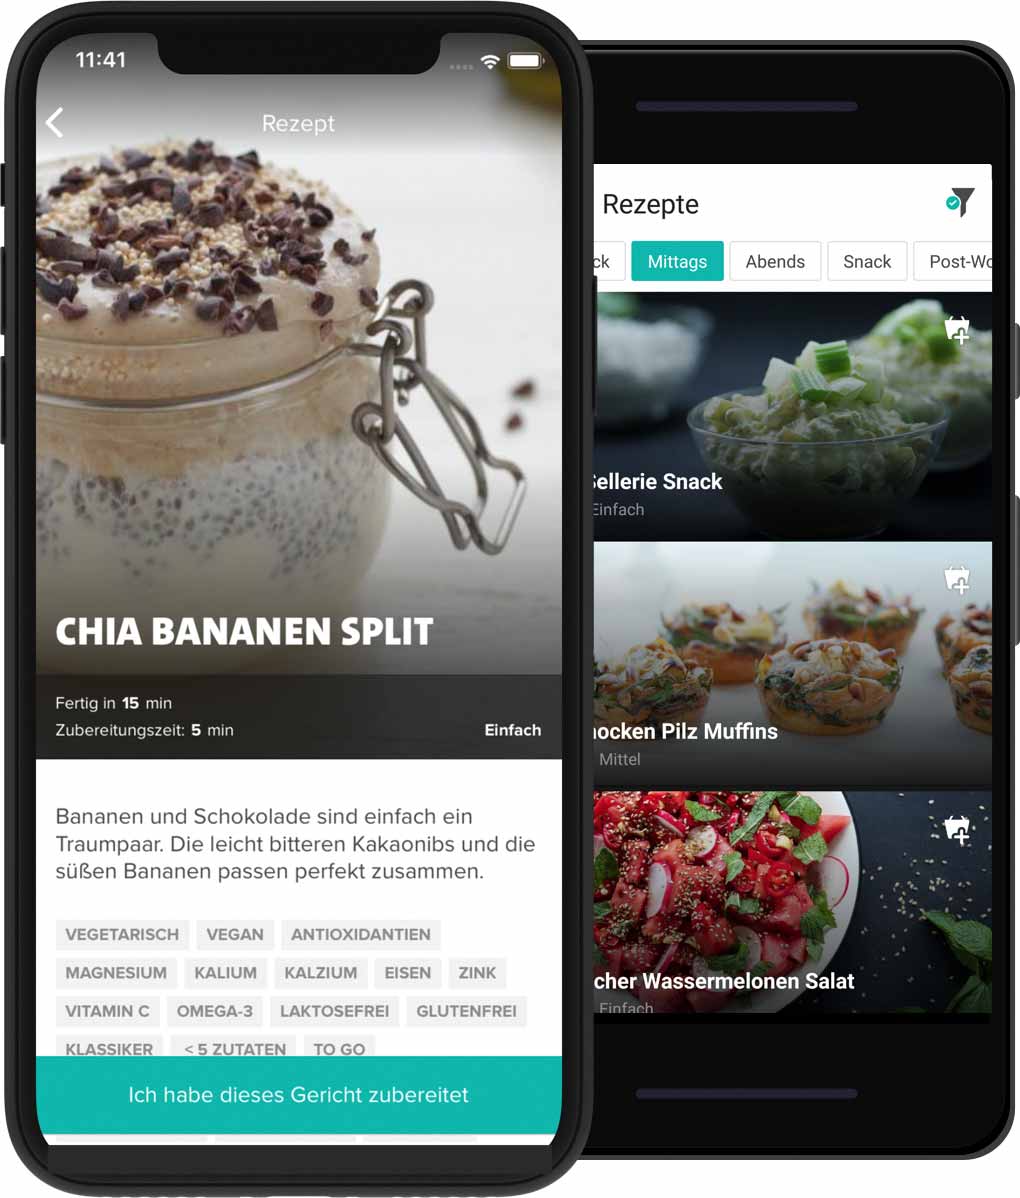 11:41
Rezept
CHIA BANANEN SPLIT
Fertig in 15 min
Zubereitungszeit: 5 min
Einfach
Bananen und Schokolade sind einfach ein
Traumpaar. Die leicht bitteren Kakaonibs und die
süßen Bananen passen perfekt zusammen.
VEGETARISCH VEGAN ANTIOXIDANTIEN
MAGNESIUM KALIUM KALZIUM EISEN ZINK
VITAMIN C OMEGA-3 LAKTOSEFREI GLUTENFREI
KLASSIKER < 5 ZUTATEN TO GO
Ich habe dieses Gericht zubereitet
Rezepte
ck Mittags Abends Snack Post-Wo
Sellerie Snack
Einfach
ocken Pilz Muffins
Mittel
cher Wassermelonen Salat
Einfach